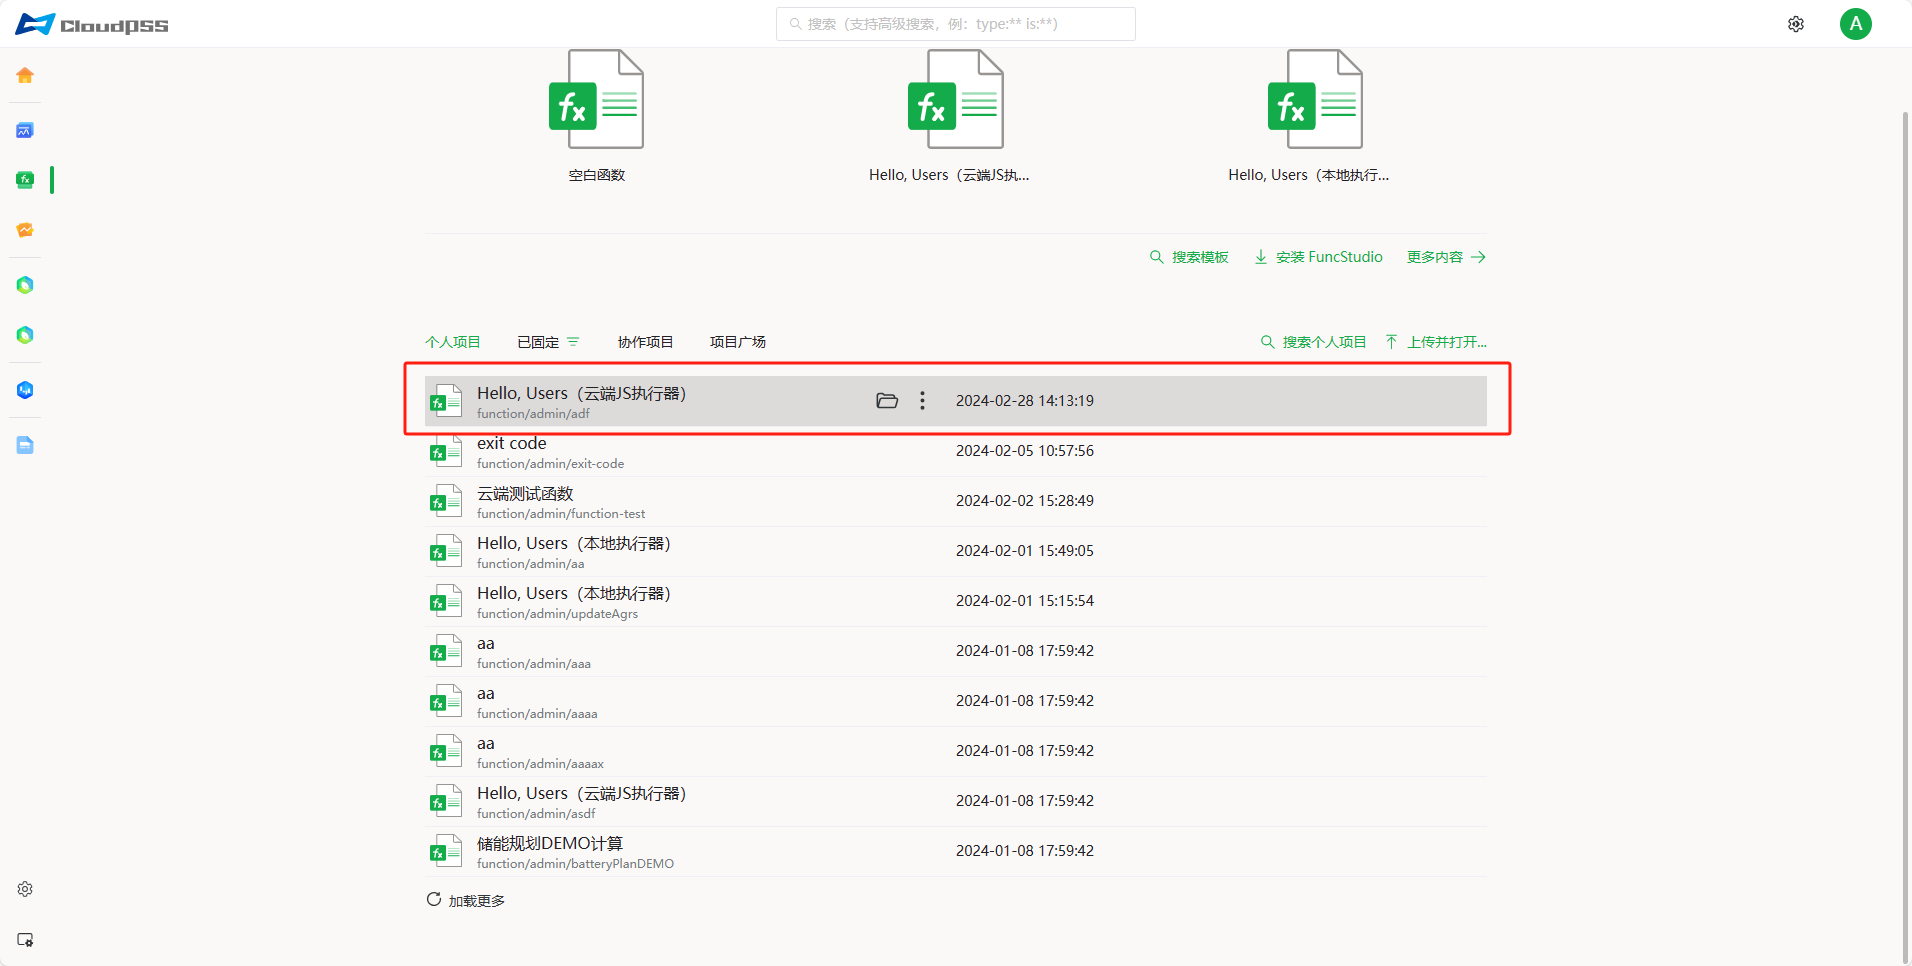 CloudPSS
搜索（支持高级搜索，例：type:** is:**）
A
fx
fx
fx
空白函数
Hello, Users（云端JS执...
Hello, Users（本地执行...
搜索模板
安装 FuncStudio
更多内容
个人项目
已固定
协作项目
项目广场
搜索个人项目
上传并打开...
Hello, Users（云端JS执行器）
function/admin/adf
2024-02-28 14:13:19
exit code
function/admin/exit-code
2024-02-05 10:57:56
云端测试函数
function/admin/function-test
2024-02-02 15:28:49
Hello, Users（本地执行器）
function/admin/aa
2024-02-01 15:49:05
Hello, Users（本地执行器）
function/admin/updateAgrs
2024-02-01 15:15:54
aa
function/admin/aaa
2024-01-08 17:59:42
aa
function/admin/aaaa
2024-01-08 17:59:42
aa
function/admin/aaaax
2024-01-08 17:59:42
Hello, Users（云端JS执行器）
function/admin/asdf
2024-01-08 17:59:42
储能规划DEMO计算
function/admin/batteryPlanDEMO
2024-01-08 17:59:42
加载更多